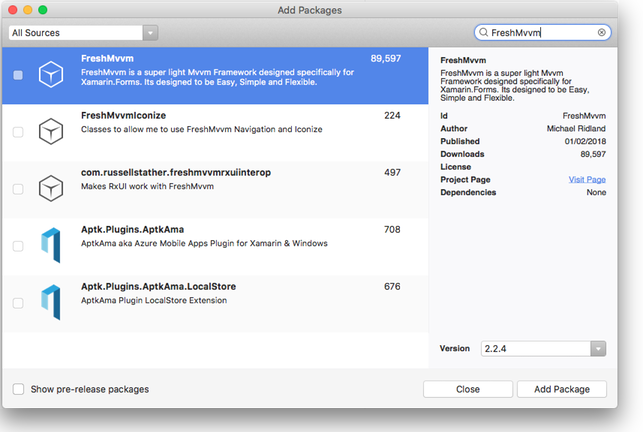 Add Packages
All Sources
FreshMvvm
FreshMvvm 89,597
FreshMvvm is a super light Mvvm Framework designed specifically for
Xamarin.Forms. Its designed to be Easy, Simple and Flexible.
FreshMvvmIconize 224
Classes to allow me to use FreshMvvm Navigation and Iconize
com.russellstather.freshmvvmrxuiinterop 497
Makes RxUI work with FreshMvvm
Aptk.Plugins.AptkAma 708
AptkAma aka Azure Mobile Apps Plugin for Xamarin & Windows
Aptk.Plugins.AptkAma.LocalStore 676
AptkAma Plugin LocalStore Extension
FreshMvvm
FreshMvvm is a super light Mvvm
Framework designed specifically for
Xamarin.Forms. Its designed to be Easy,
Simple and Flexible.
Id FreshMvvm
Author Michael Ridland
Published 01/02/2018
Downloads 89,597
License
Project Page Visit Page
Dependencies None
Version 2.2.4
Show pre-release packages
Close
Add Package